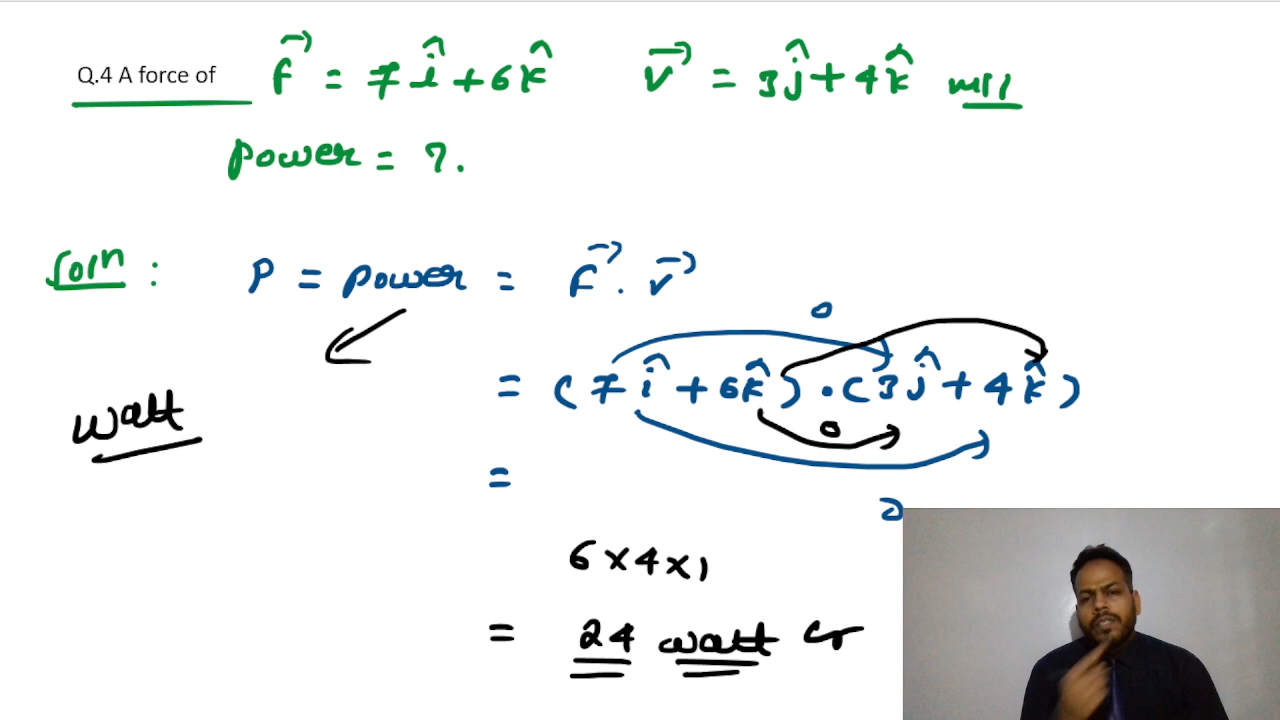 Q.4 A force of F⃗ = 7î + 6k̂ v⃗ = 3ĵ + 4k̂ m/s
Power = ?.
Soln :
P = Power = F⃗ . v⃗
0
= (7î + 6k̂) . (3ĵ + 4k̂)
watt
0
=
0
6 x 4 x 1
= 24 watt or